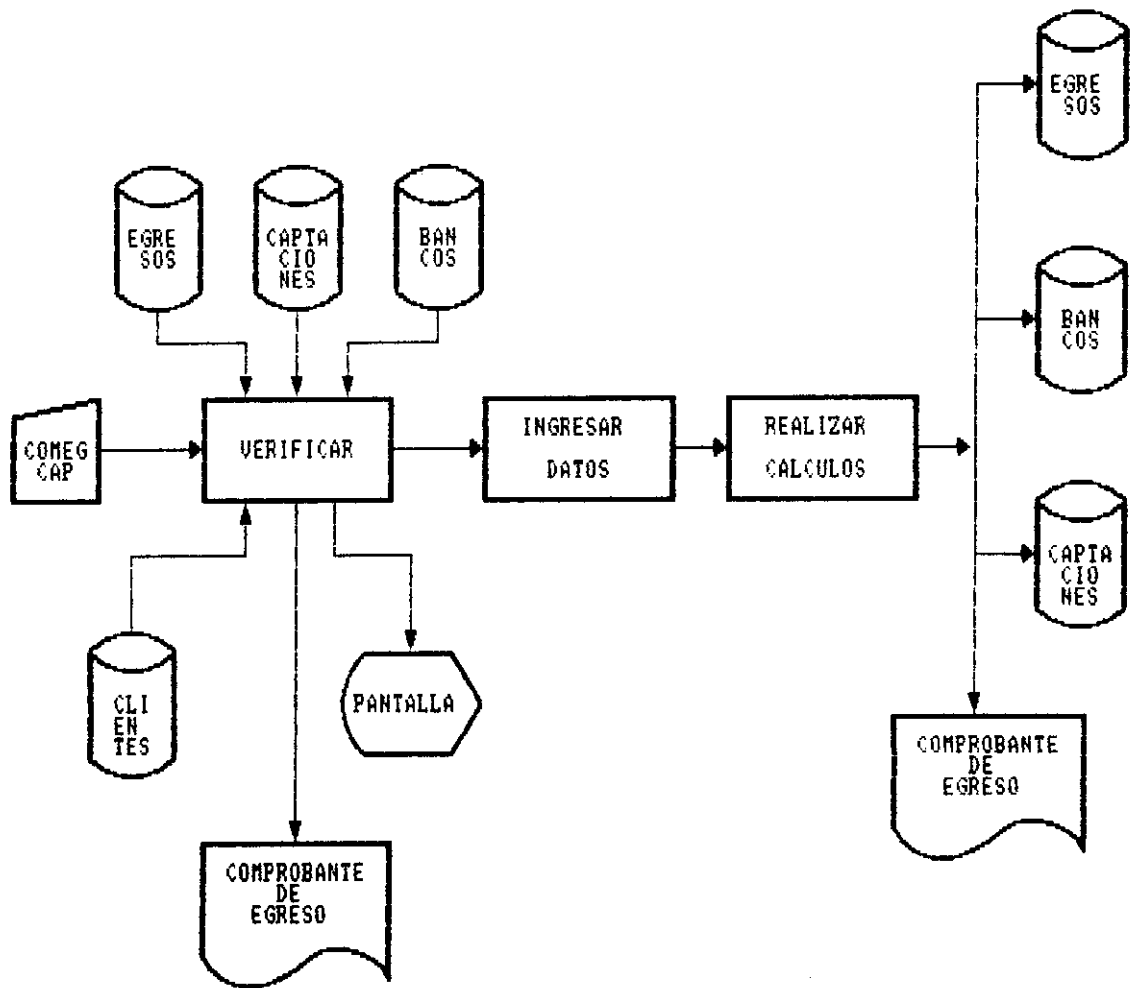 EGRE
SOS
EGRE
SOS
CAPTA
CIO
NES
BAN
COS
BAN
COS
COMEG
CAP
VERIFICAR
INGRESAR
DATOS
REALIZAR
CALCULOS
CAPTA
CIO
NES
CLI
EN
TES
PANTALLA
COMPROBANTE
DE
EGRESO
COMPROBANTE
DE
EGRESO